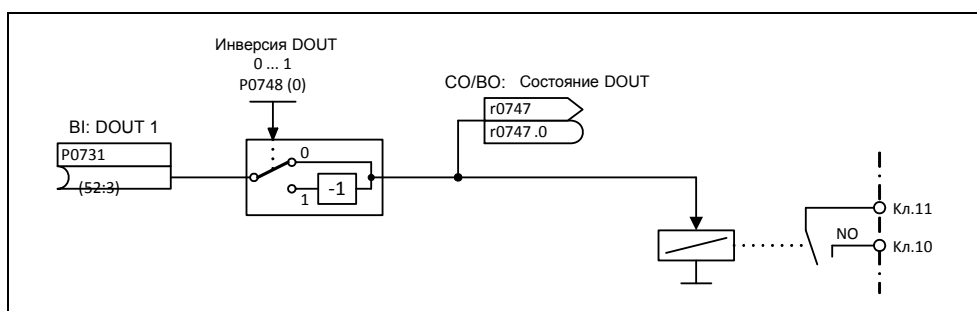 Инверсия DOUT
0 ... 1
P0748 (0)
CO/BO: Состояние DOUT
r0747
r0747.0
BI: DOUT 1
P0731
(52:3)
0
-1
1
Кл.11
NO
Кл.10